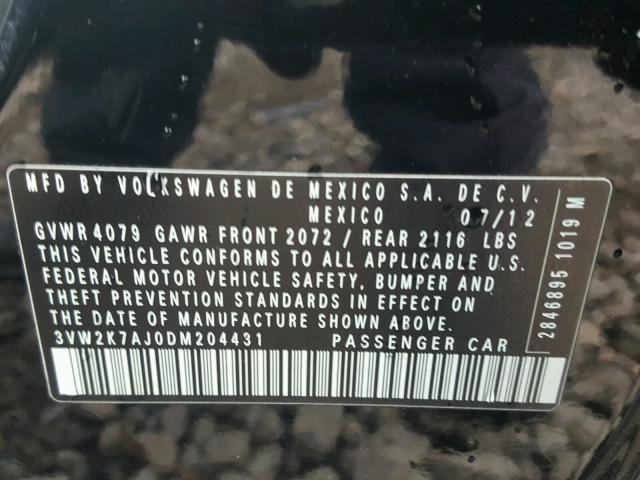 MFD BY VOLKSWAGEN DE MEXICO S.A. DE C.V.
MEXICO 07/12
GVWR 4079 GAWR FRONT 2072 / REAR 2116 LBS
THIS VEHICLE CONFORMS TO ALL APPLICABLE U.S.
FEDERAL MOTOR VEHICLE SAFETY, BUMPER AND
THEFT PREVENTION STANDARDS IN EFFECT ON
THE DATE OF MANUFACTURE SHOWN ABOVE.
3VW2K7AJ0DM204431 PASSENGER CAR
2846895 1019 M